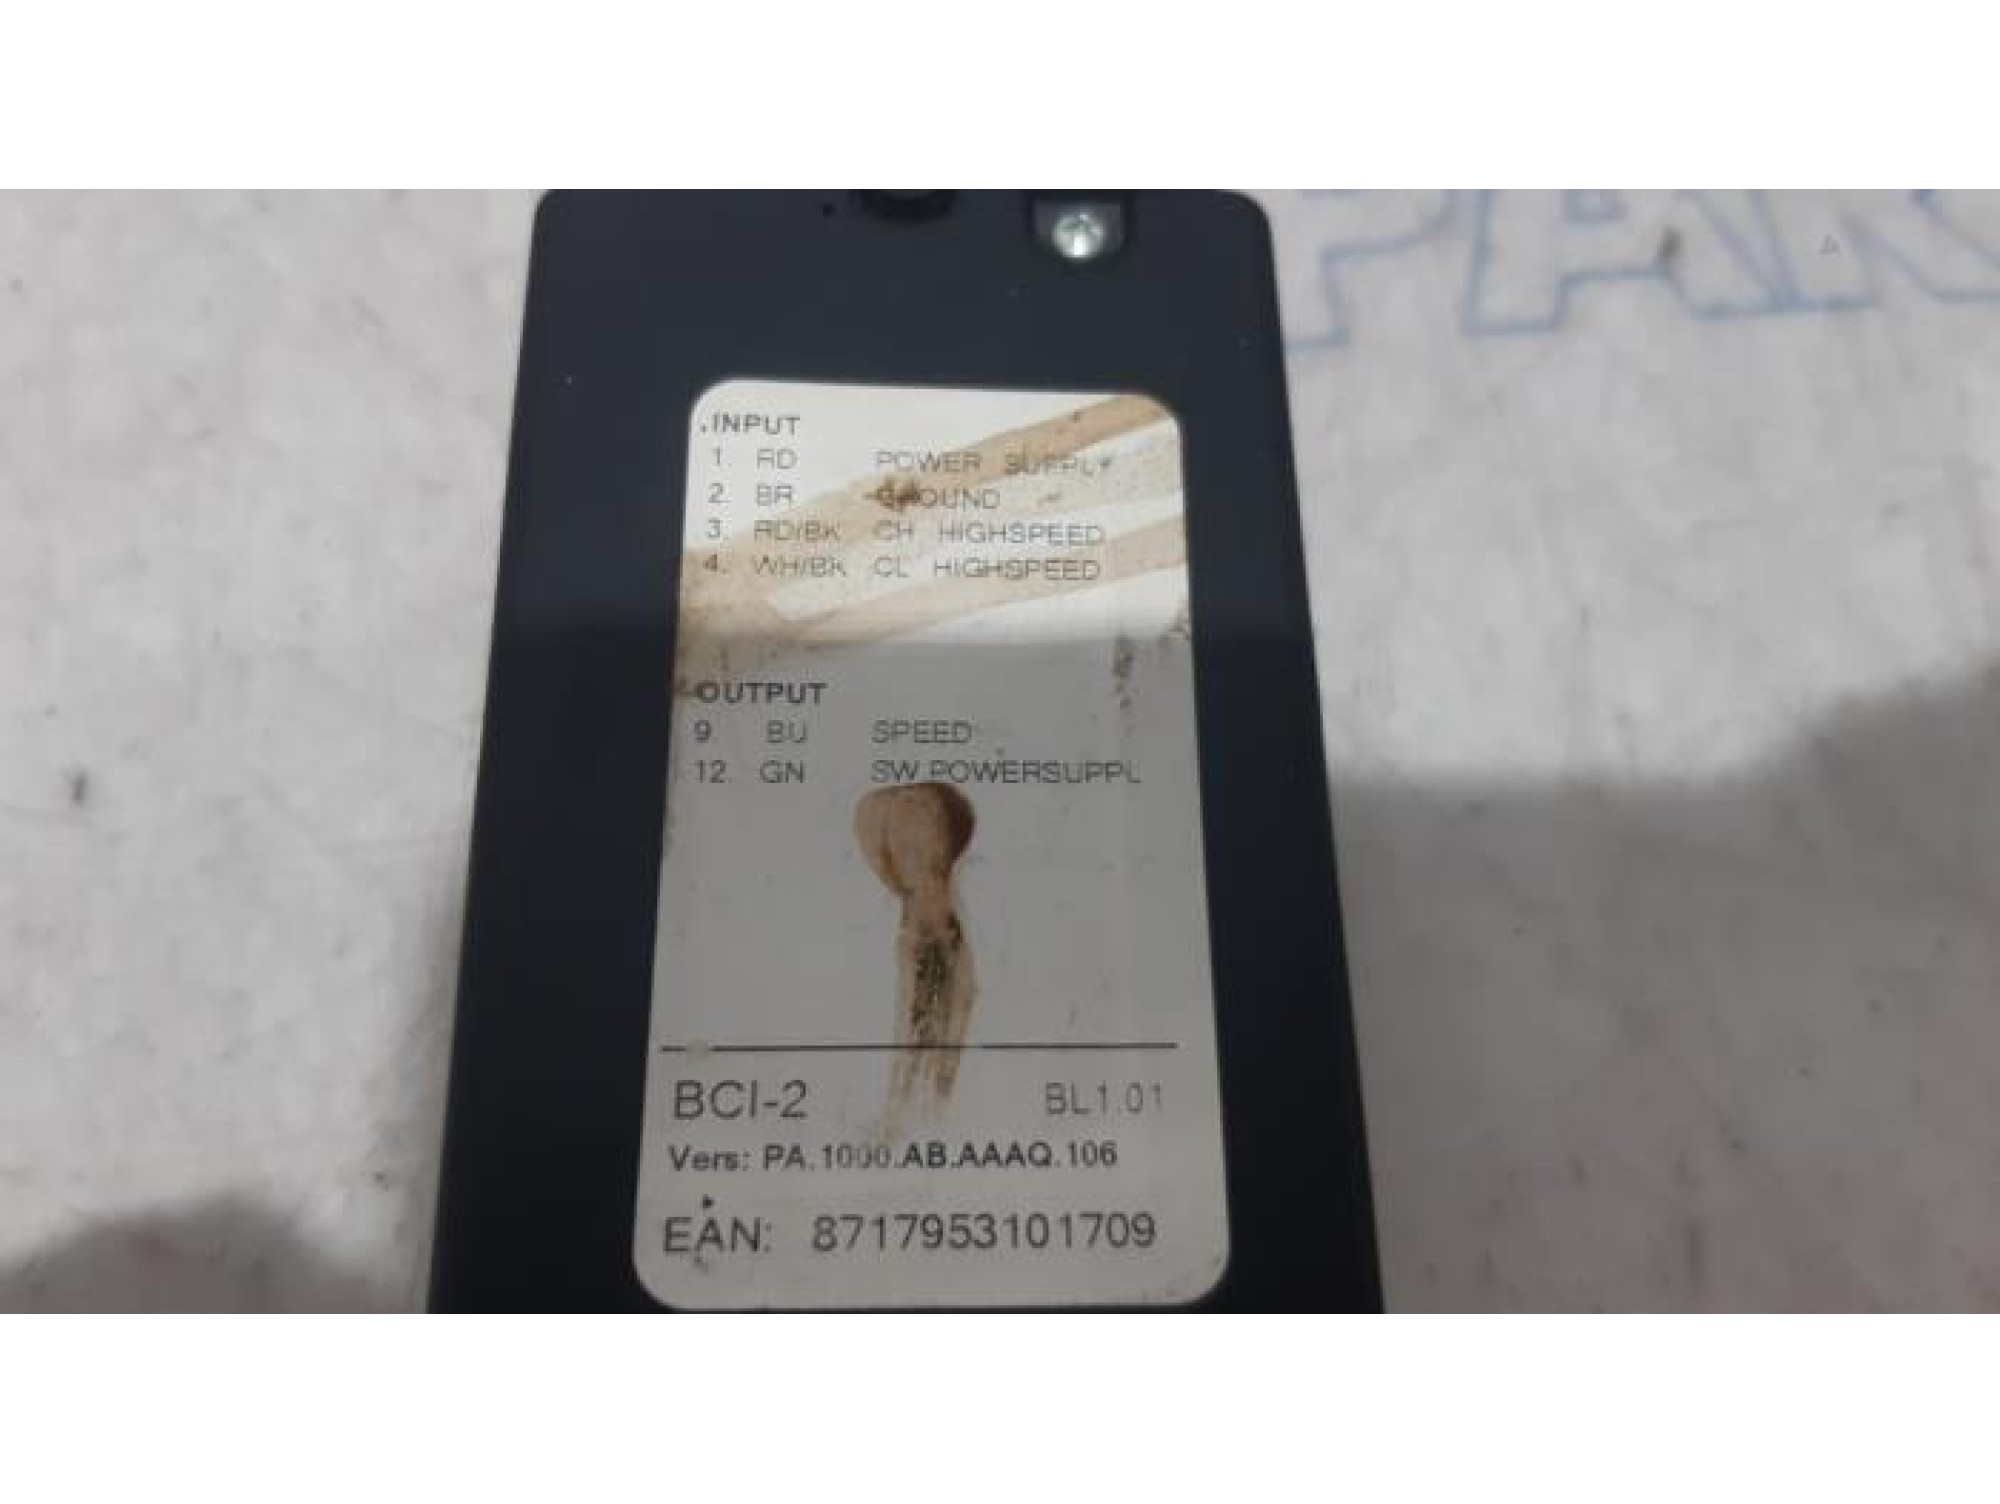 INPUT
1. RD POWER SUPPLY
2. BR GROUND
3. RD/BK CH HIGHSPEED
4. WH/BK CL HIGHSPEED
OUTPUT
9. BU SPEED
12. GN SW.POWERSUPPL
BCI-2 BL1.01
Vers: PA.1000.AB.AAAQ.106
EAN: 8717953101709